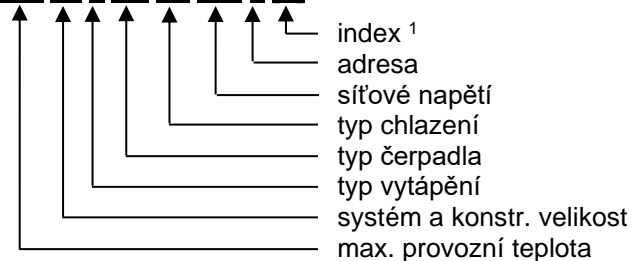 index ¹
adresa
síťové napětí
typ chlazení
typ čerpadla
typ vytápění
systém a konstr. velikost
max. provozní teplota